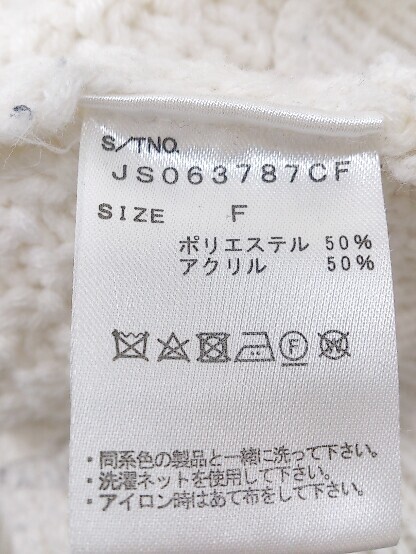 S/TNO.
JS063787CF
SIZE F
ポリエステル 50%
アクリル 50%
F W
・同系色の製品と一緒に洗って下さい。
・洗濯ネットを使用して下さい。
・アイロン時はあて布をして下さい。